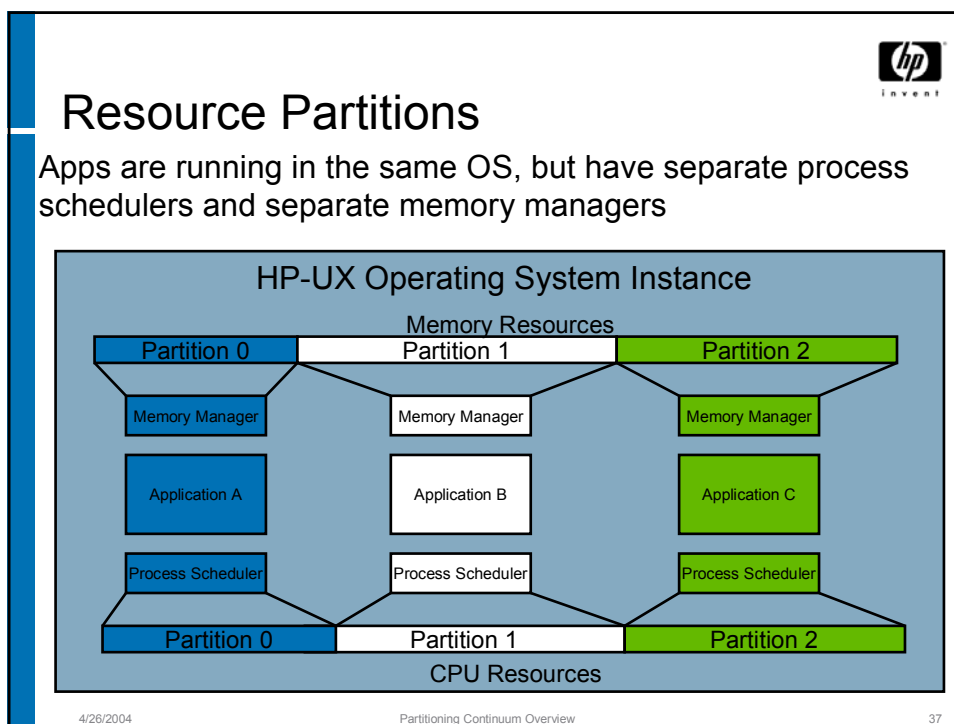 hp
invent
Resource Partitions
Apps are running in the same OS, but have separate process
schedulers and separate memory managers
HP-UX Operating System Instance
Memory Resources
Partition 0 Partition 1 Partition 2
Memory Manager Memory Manager Memory Manager
Application A Application B Application C
Process Scheduler Process Scheduler Process Scheduler
Partition 0 Partition 1 Partition 2
CPU Resources
4/26/2004 Partitioning Continuum Overview 37